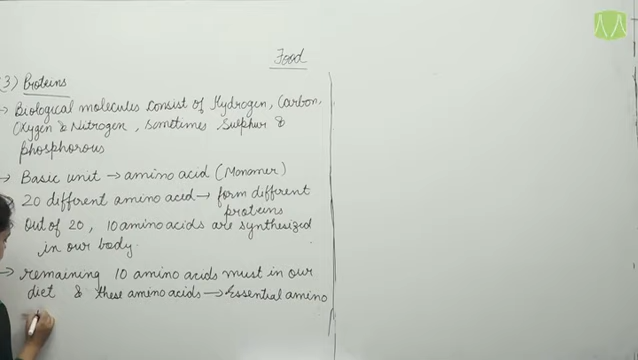 Food
(3) Proteins
→ Biological molecules consist of Hydrogen, Carbon,
Oxygen & Nitrogen, sometimes Sulphur &
phosphorous
→ Basic unit → amino acid (Monomer)
20 different amino acid → form different
proteins
Out of 20, 10 amino acids are synthesized
in our body.
→ remaining 10 amino acids must in our
diet & these amino acids → Essential amino